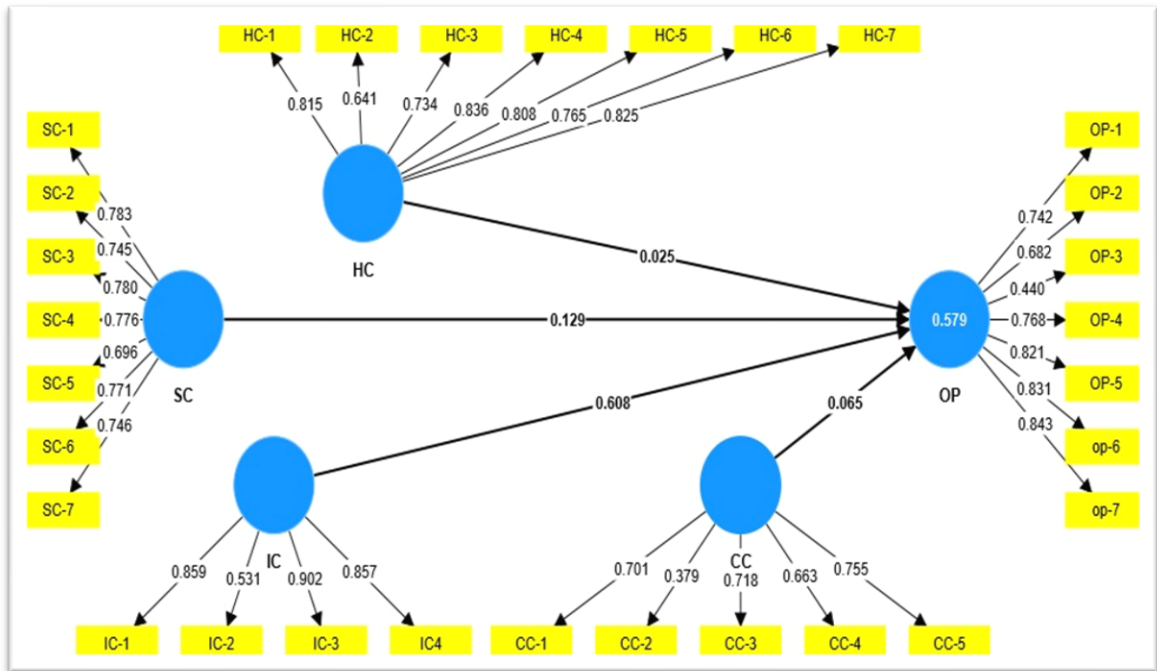 HC-1 HC-2 HC-3 HC-4 HC-5 HC-6 HC-7
0.815 0.641 0.734 0.836 0.808 0.765 0.825
HC
SC-1
SC-2
SC-3
SC-4
SC-5
SC-6
SC-7
0.783
0.745
0.780
0.776
0.696
0.771
0.746
SC
0.025
0.129
0.608
0.065
0.579
OP
0.742
0.682
0.440
0.768
0.821
0.831
0.843
OP-1
OP-2
OP-3
OP-4
OP-5
op-6
op-7
IC
0.859 0.531 0.902 0.857
IC-1 IC-2 IC-3 IC4
CC
0.701 0.379 0.718 0.663 0.755
CC-1 CC-2 CC-3 CC-4 CC-5